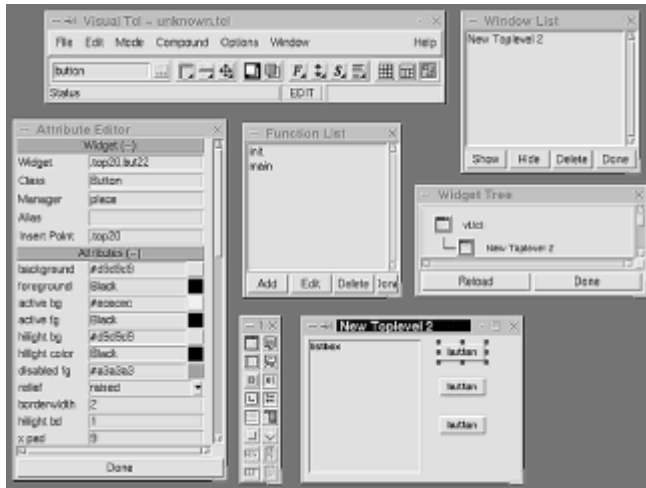 Visual Tcl - unknown.tcl
File Edit Mode Compound Options Window Help
button ...
Status EDIT
Window List
New Toplevel 2
Show Hide Delete Done
Attribute Editor
Widget (-)
Widget .top20.but22
Class Button
Manager place
Alias
Insert Point .top20
Attributes (-)
background #d9d9d9
foreground Black
active bg #ececec
active fg Black
hilight bg #d9d9d9
hilight color Black
disabled fg #a3a3a3
relief raised
borderwidth 2
hilight bd 1
x pad 9
Done
Function List
init
main
Add Edit Delete Done
Widget Tree
vtcl
New Toplevel 2
Reload Done
New Toplevel 2
listbox
button
button
button